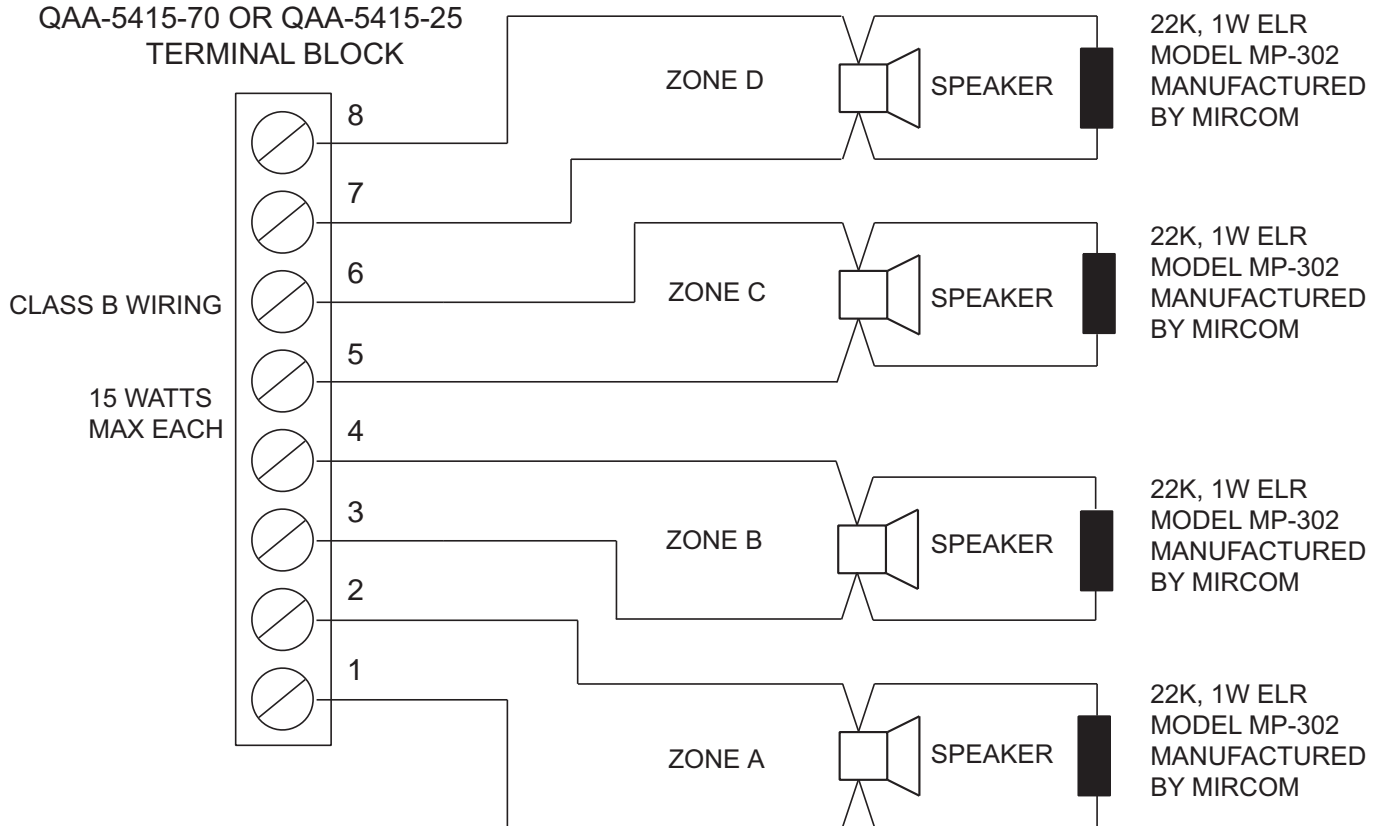 QAA-5415-70 OR QAA-5415-25
TERMINAL BLOCK
8
7
6
5
4
3
2
1
CLASS B WIRING
15 WATTS
MAX EACH
ZONE D
SPEAKER
22K, 1W ELR
MODEL MP-302
MANUFACTURED
BY MIRCOM
ZONE C
SPEAKER
22K, 1W ELR
MODEL MP-302
MANUFACTURED
BY MIRCOM
ZONE B
SPEAKER
22K, 1W ELR
MODEL MP-302
MANUFACTURED
BY MIRCOM
ZONE A
SPEAKER
22K, 1W ELR
MODEL MP-302
MANUFACTURED
BY MIRCOM